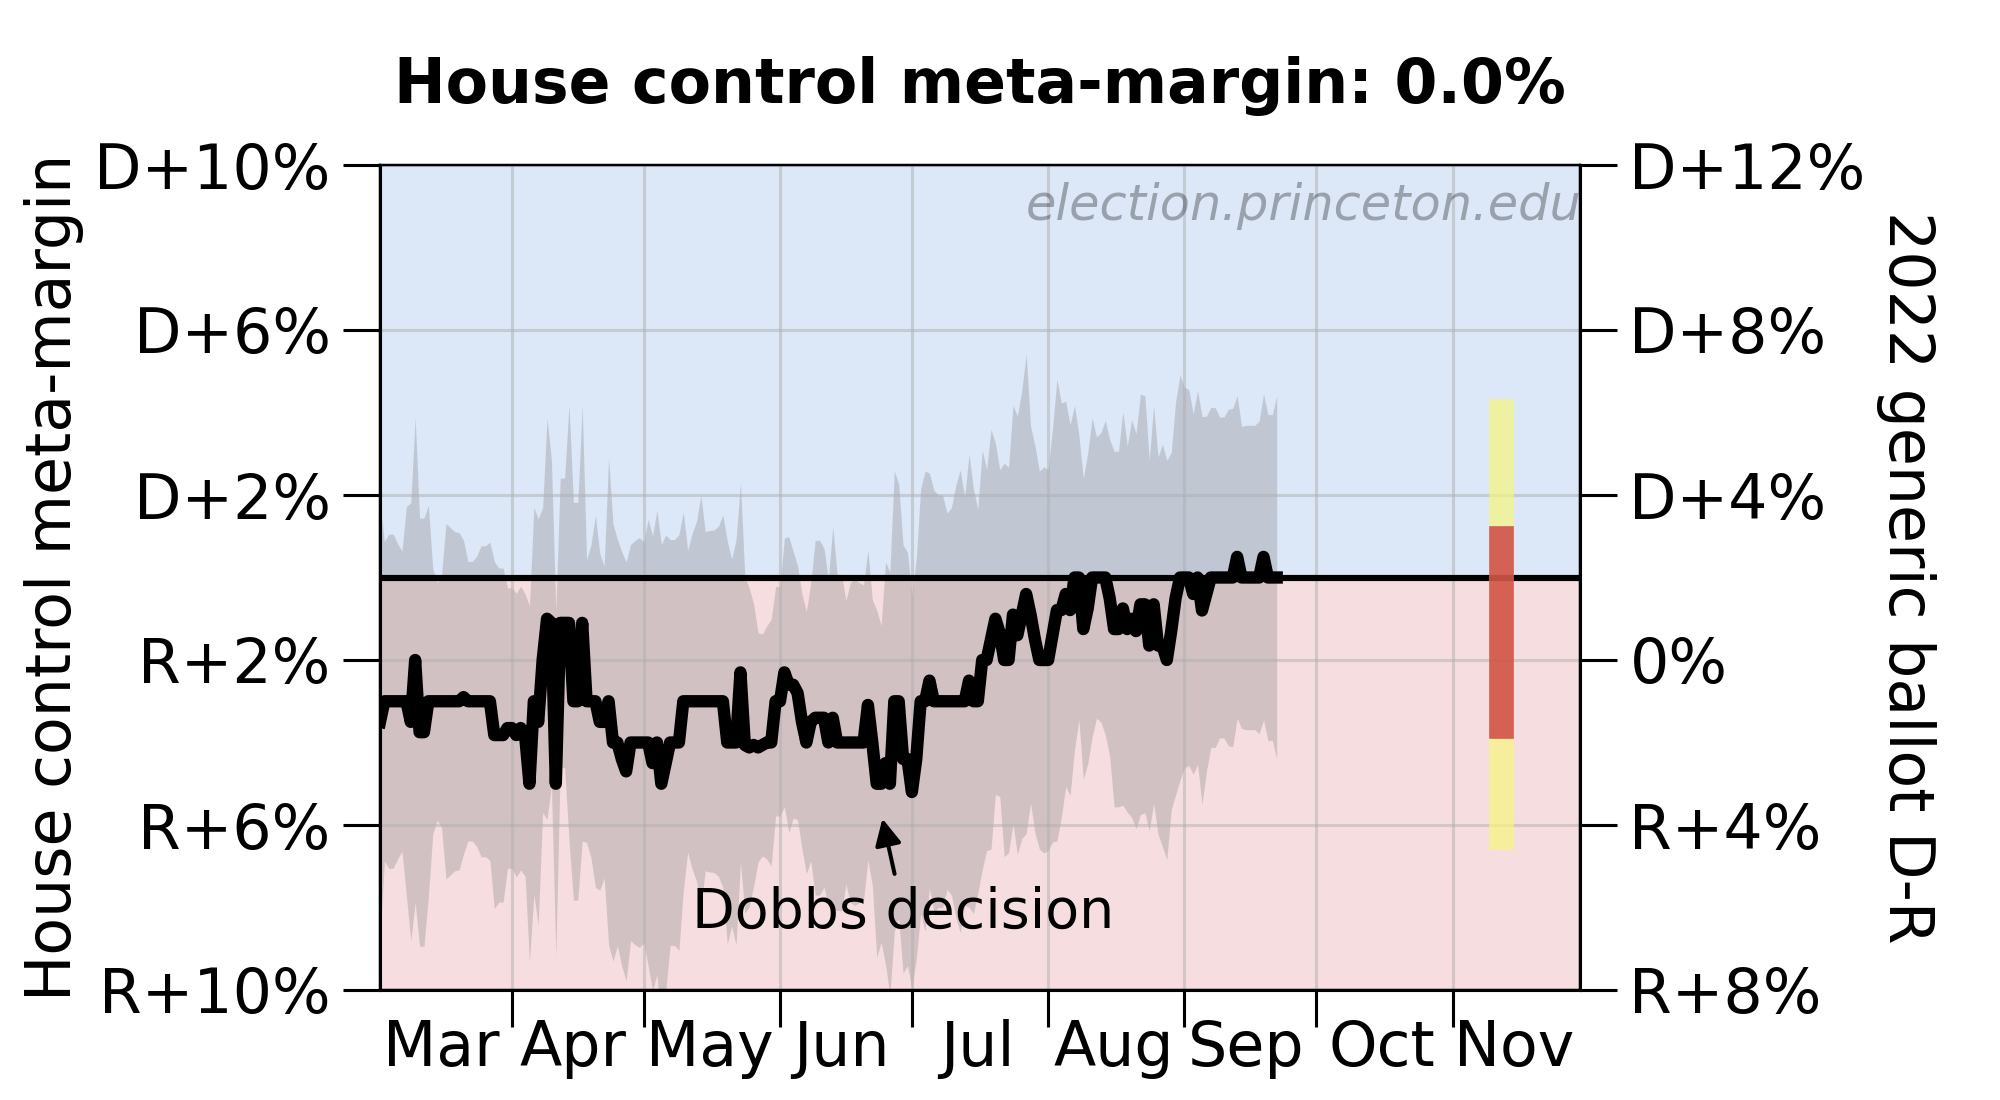 House control meta-margin: 0.0%
House control meta-margin
D+10%
D+6%
D+2%
R+2%
R+6%
R+10%
election.princeton.edu
Dobbs decision
D+12%
D+8%
D+4%
0%
R+4%
R+8%
2022 generic ballot D-R
Mar Apr May Jun Jul Aug Sep Oct Nov